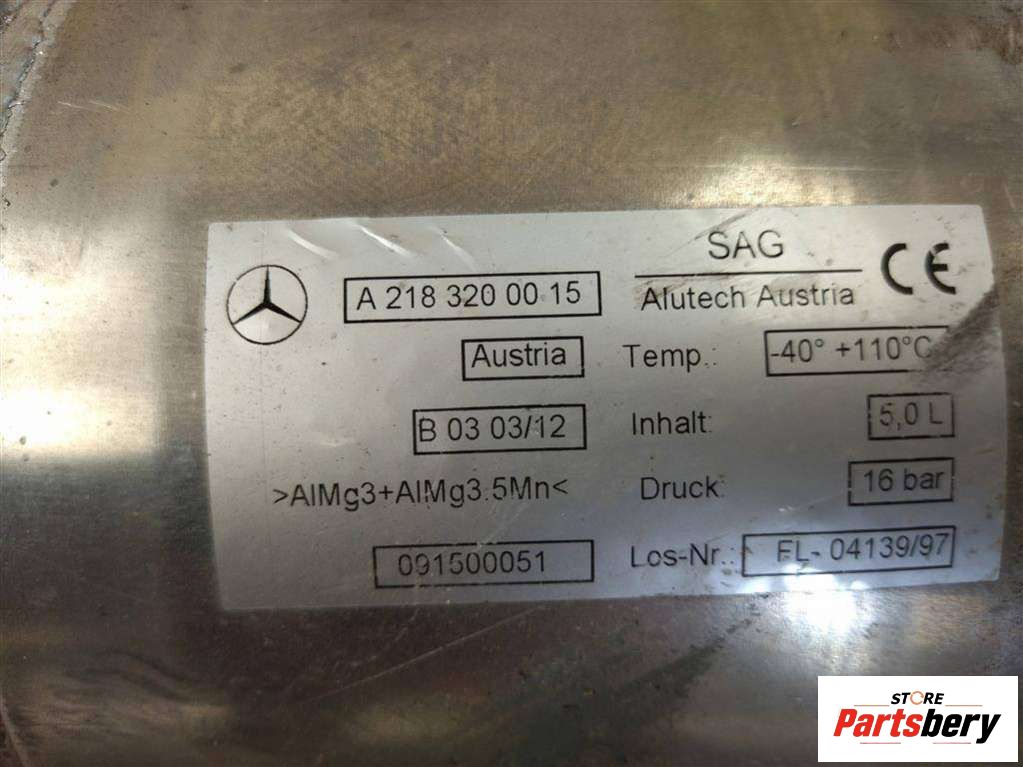 A 218 320 00 15
SAG
CE
Alutech Austria
Austria
Temp.: -40° +110°C
B 03 03/12
Inhalt: 5,0 L
>AlMg3+AlMg3.5Mn<
Druck: 16 bar
091500051
Los-Nr.: FL- 04139/97
STORE
Partsbery